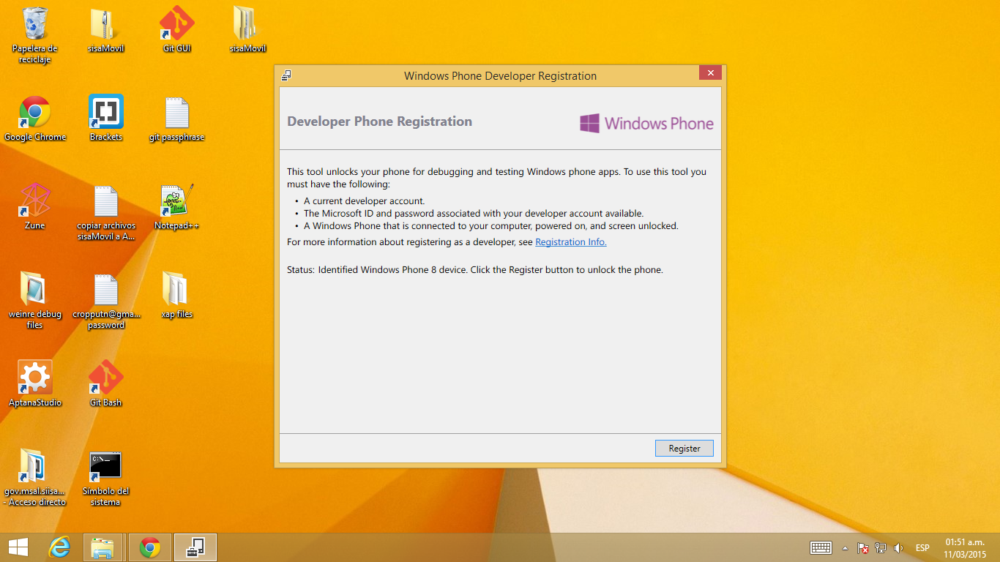 Papelera de
reciclaje
sisaMovil
Git GUI
sisaMovil
Google Chrome
Brackets
git passphrase
Zune
copiar archivos
sisaMovil a A...
Notepad++
weinre debug
files
cropputn@gma...
password
xap files
AptanaStudio
Git Bash
gov.msal.siisa...
- Acceso directo
C:\_
Símbolo del
sistema
Windows Phone Developer Registration
Developer Phone Registration
Windows Phone
This tool unlocks your phone for debugging and testing Windows phone apps. To use this tool you
must have the following:
• A current developer account.
• The Microsoft ID and password associated with your developer account available.
• A Windows Phone that is connected to your computer, powered on, and screen unlocked.
For more information about registering as a developer, see Registration Info.
Status: Identified Windows Phone 8 device. Click the Register button to unlock the phone.
Register
ESP
01:51 a.m.
11/03/2015